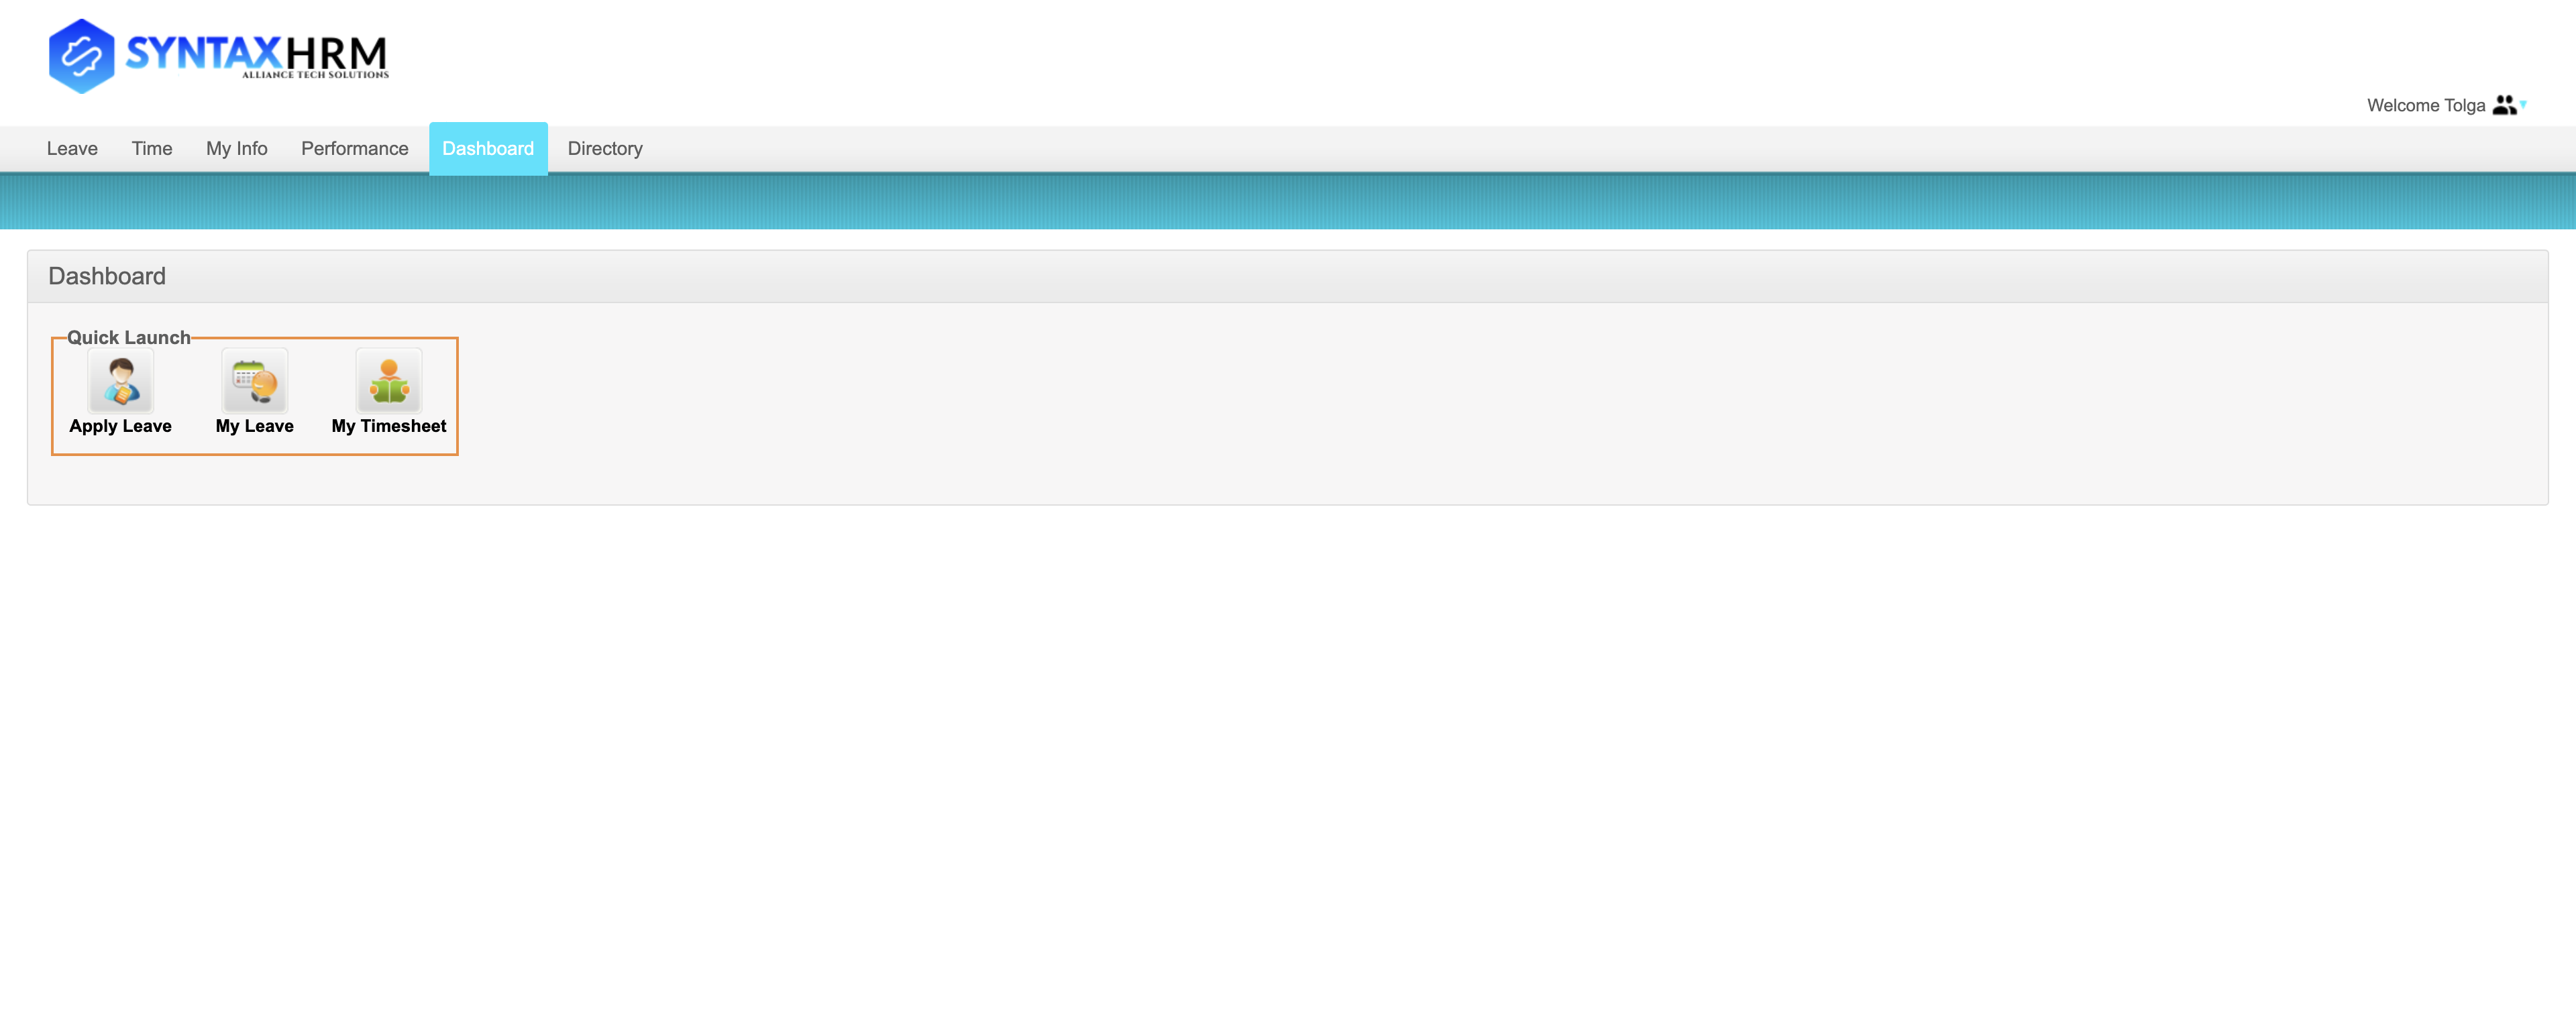 SYNTAXHRM
ALLIANCE TECH SOLUTIONS
Welcome Tolga
Leave Time My Info Performance Dashboard Directory
Dashboard
Quick Launch
Apply Leave My Leave My Timesheet